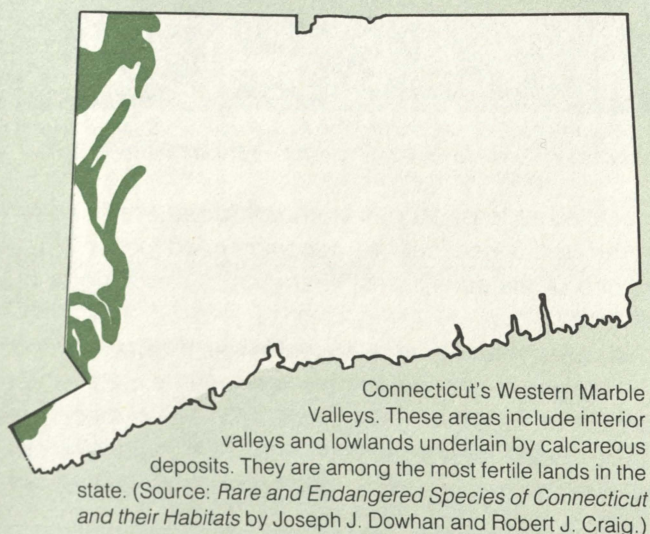 Connecticut's Western Marble
Valleys. These areas include interior
valleys and lowlands underlain by calcareous
deposits. They are among the most fertile lands in the
state. (Source: Rare and Endangered Species of Connecticut
and their Habitats by Joseph J. Dowhan and Robert J. Craig.)